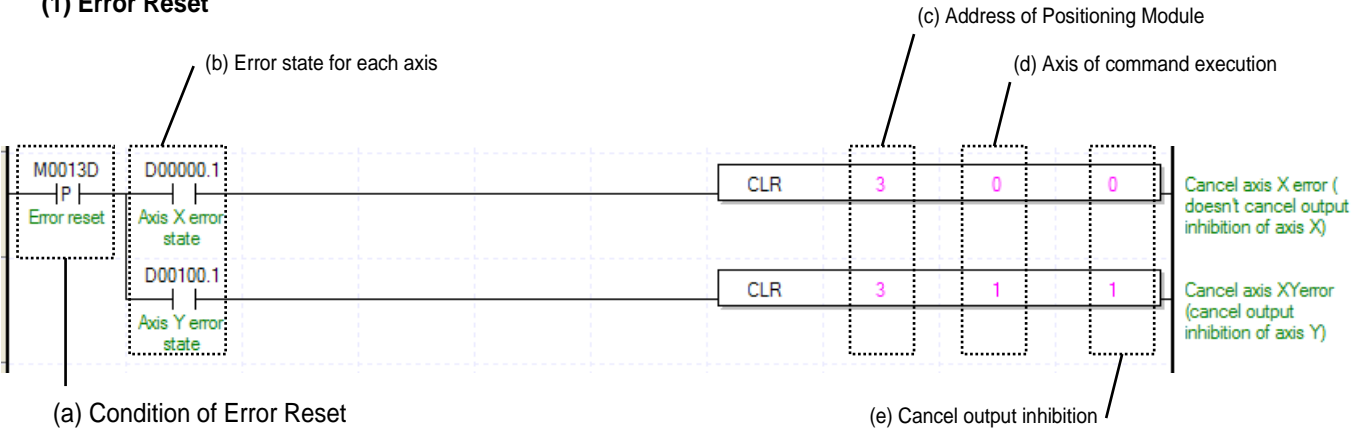 (1) Error Reset
(c) Address of Positioning Module
(b) Error state for each axis
(d) Axis of command execution
M0013D
P
Error reset
D00000.1
Axis X error
state
CLR 3 0 0
Cancel axis X error (
doesn't cancel output
inhibition of axis X)
D00100.1
Axis Y error
state
CLR 3 1 1
Cancel axis XYerror
(cancel output
inhibition of axis Y)
(a) Condition of Error Reset
(e) Cancel output inhibition